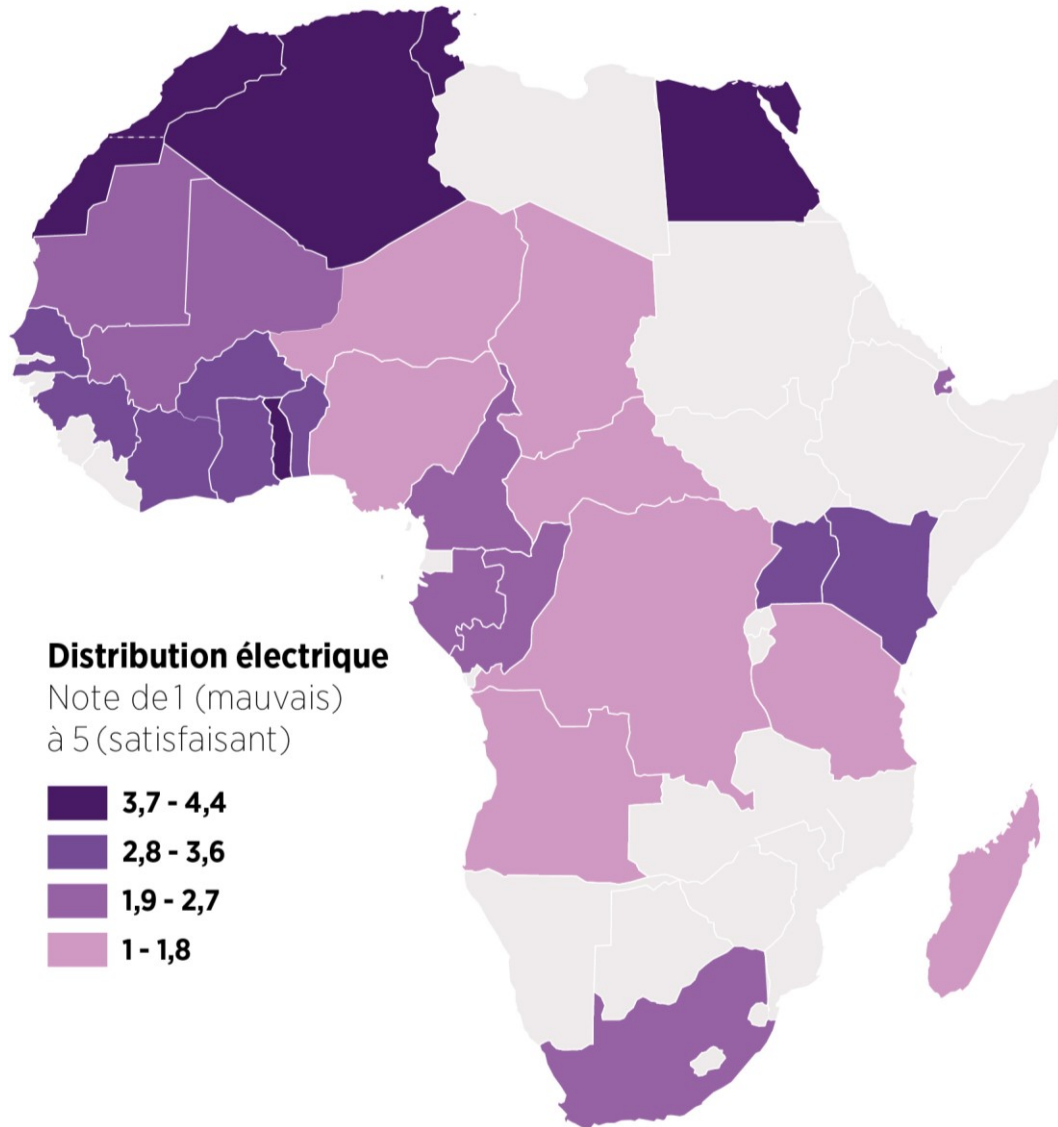 Distribution électrique
Note de 1 (mauvais)
à 5 (satisfaisant)
3,7 - 4,4
2,8 - 3,6
1,9 - 2,7
1 - 1,8